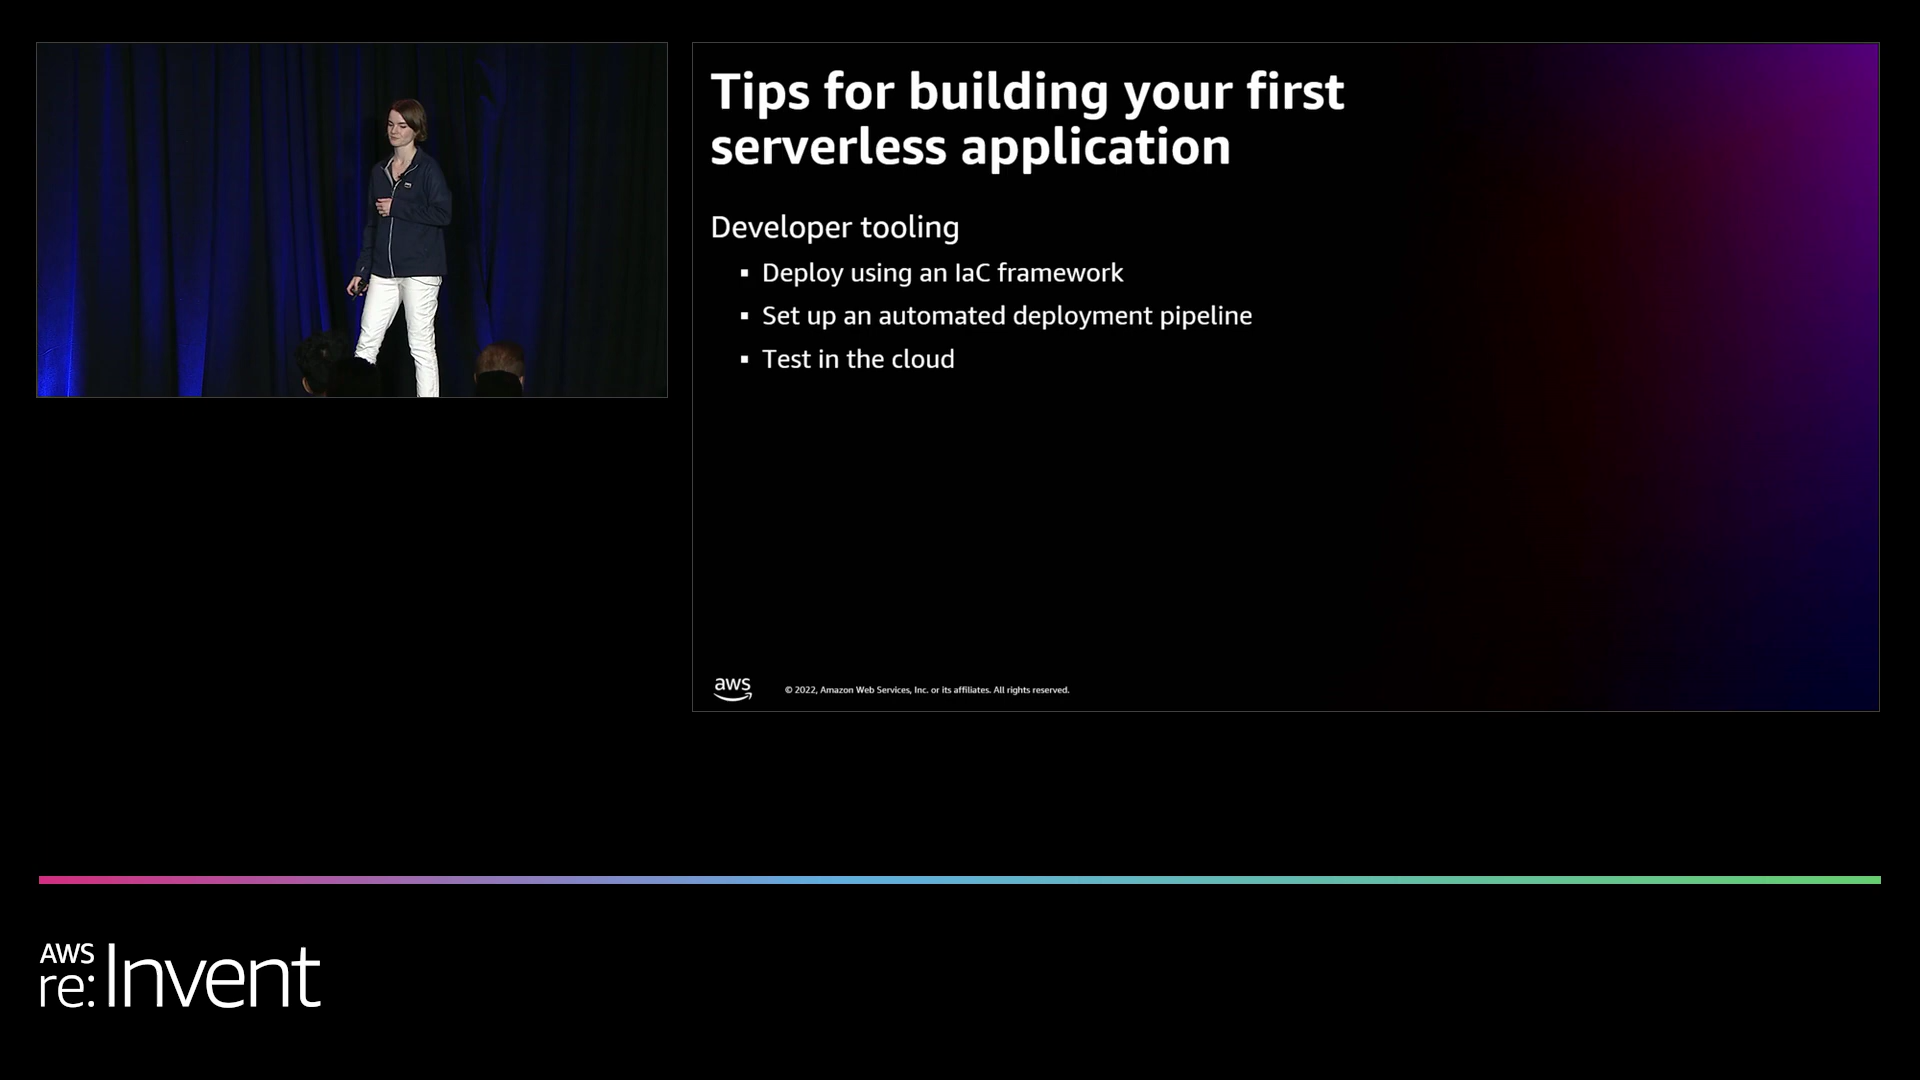 Tips for building your first
serverless application
Developer tooling
▪ Deploy using an IaC framework
▪ Set up an automated deployment pipeline
▪ Test in the cloud
aws
© 2022, Amazon Web Services, Inc. or its affiliates. All rights reserved.
AWS
re:Invent